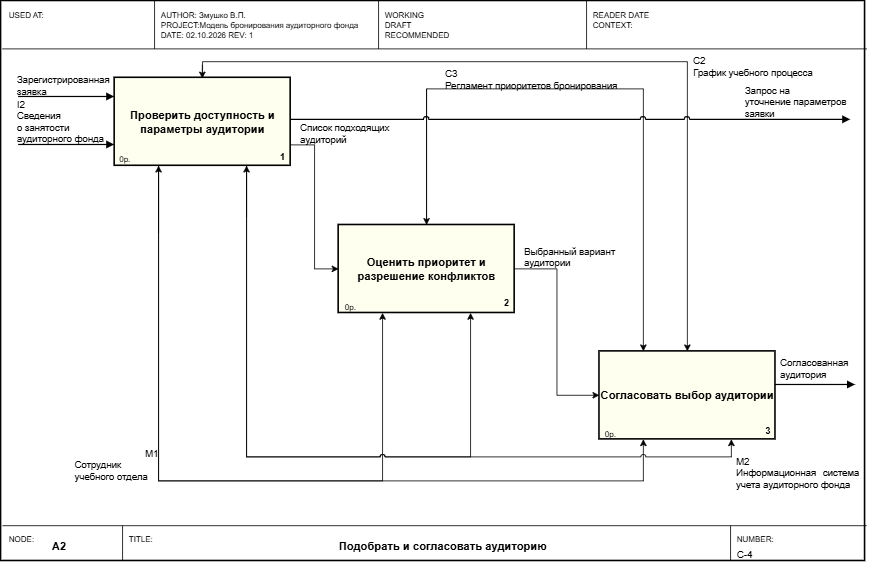 USED AT:
AUTHOR: Змушко В.П.
PROJECT:Модель бронирования аудиторного фонда
DATE: 02.10.2026 REV: 1
WORKING
DRAFT
RECOMMENDED
READER DATE
CONTEXT:
C2
График учебного процесса
C3
Регламент приоритетов бронирования
Зарегистрированная
заявка
I2
Сведения
о занятости
аудиторного фонда
Проверить доступность и
параметры аудитории
0р.
1
Запрос на
уточнение параметров
заявки
Список подходящих
аудиторий
Оценить приоритет и
разрешение конфликтов
0р.
2
Выбранный вариант
аудитории
Согласовать выбор аудитории
0р.
3
Согласованная
аудитория
M1
Сотрудник
учебного отдела
M2
Информационная система
учета аудиторного фонда
NODE:
A2
TITLE:
Подобрать и согласовать аудиторию
NUMBER:
C-4